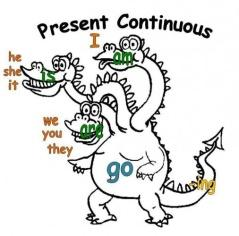 Present Continuous
I
am
he
she
it
is
we
you
they
are
go
ing